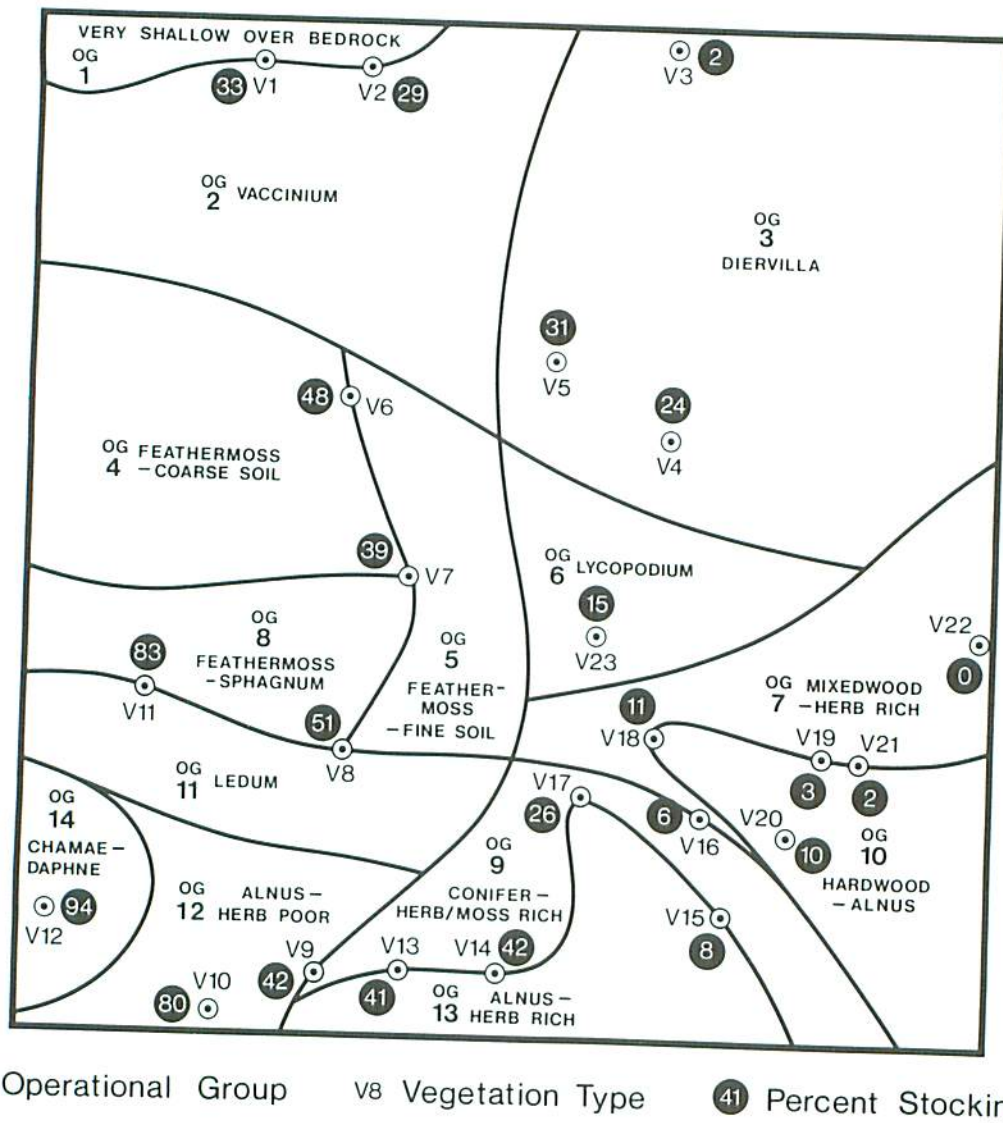 VERY SHALLOW OVER BEDROCK
OG
1
33 V1
V2 29
V3 2
OG
2 VACCINIUM
OG
3
DIERVILLA
31
V5
24
V4
48 V6
OG FEATHERMOSS
4 –COARSE SOIL
39
V7
OG
6 LYCOPODIUM
15
V23
OG
8
FEATHERMOSS
–SPHAGNUM
83
V11
OG
5
FEATHER–
MOSS
–FINE SOIL
51
V8
V22
0
OG MIXEDWOOD
7 –HERB RICH
11
V18
V19 V21
3 2
OG
11 LEDUM
V17
26
6
V16
V20
10
OG
10
HARDWOOD
–ALNUS
OG
14
CHAMAE–
DAPHNE
94
V12
OG ALNUS–
12 HERB POOR
OG
9
CONIFER–
HERB/MOSS RICH
V15
8
V9
42
V13
41
V14 42
V10
80
OG ALNUS–
13 HERB RICH
Operational Group V8 Vegetation Type 41 Percent Stockin